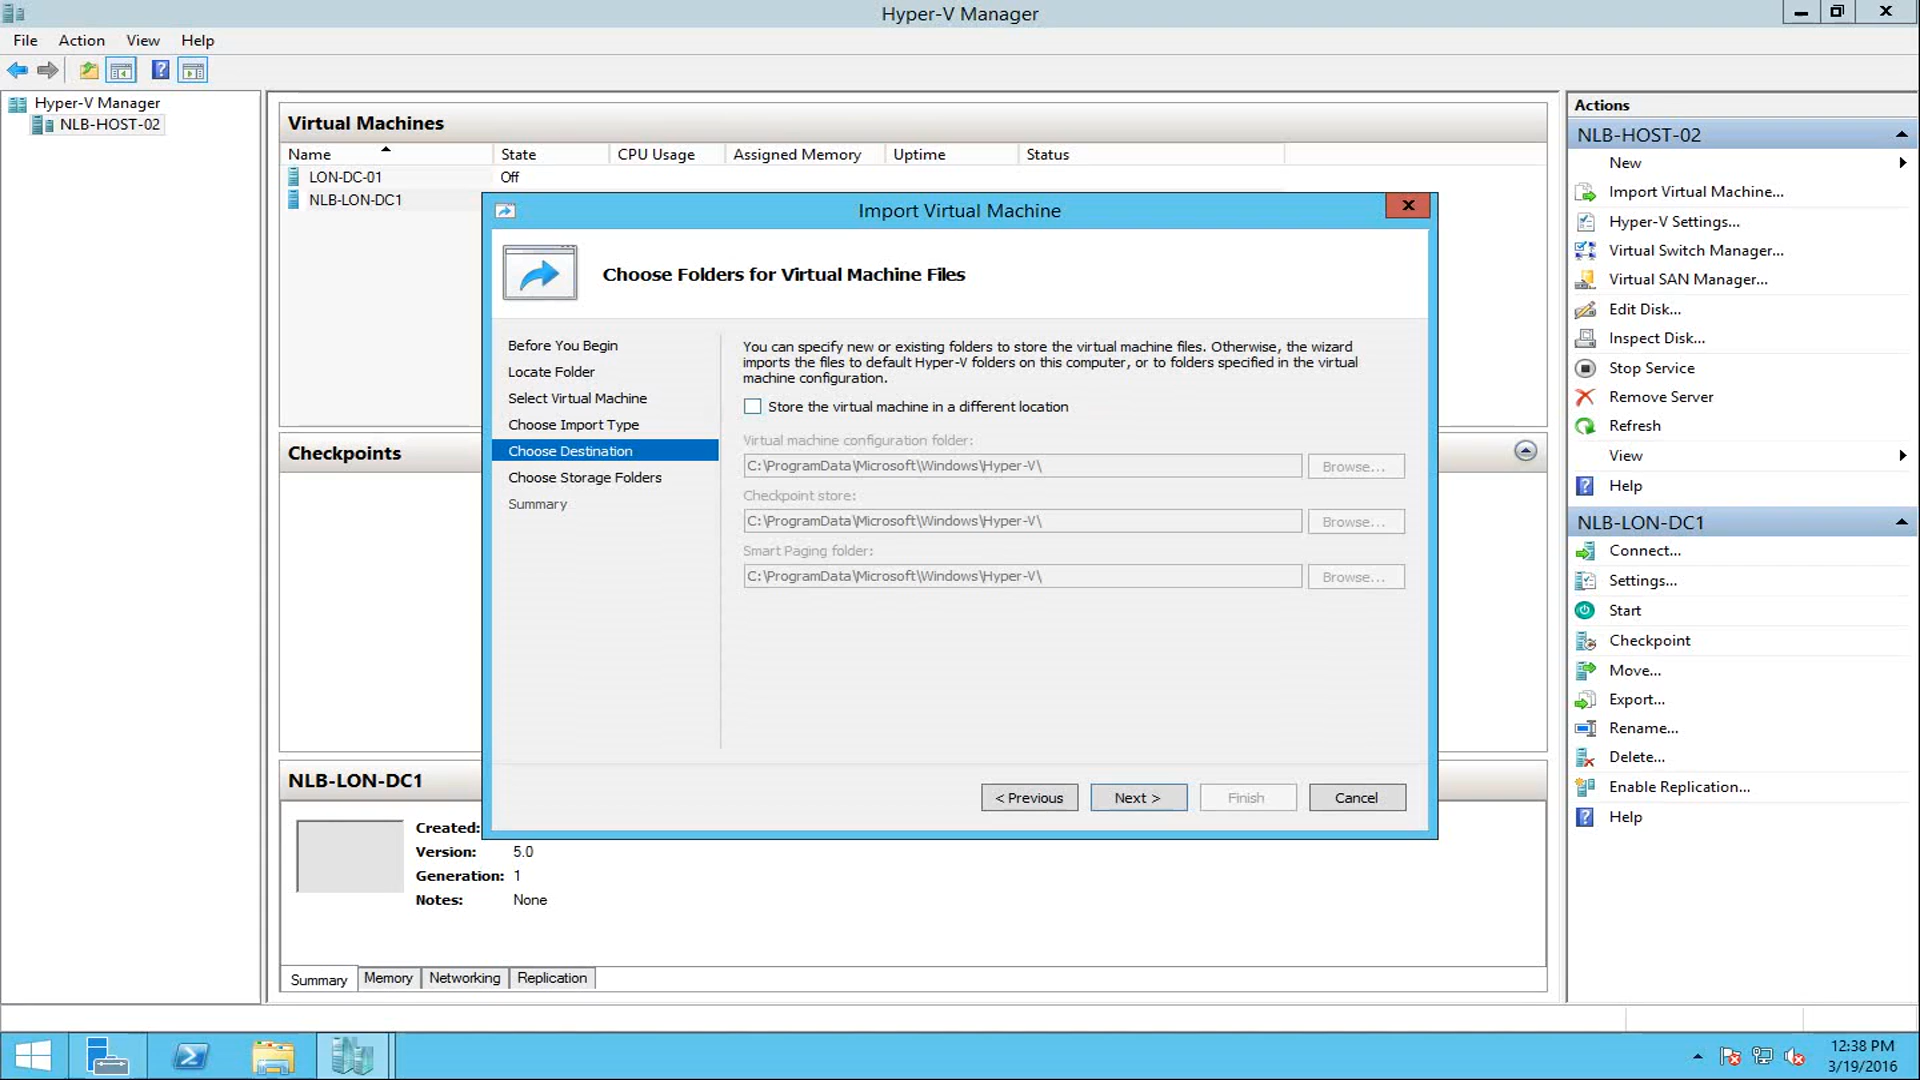 Hyper-V Manager
File Action View Help
Hyper-V Manager
NLB-HOST-02
Virtual Machines
Name State CPU Usage Assigned Memory Uptime Status
LON-DC-01 Off
NLB-LON-DC1
Import Virtual Machine
Choose Folders for Virtual Machine Files
Before You Begin
Locate Folder
Select Virtual Machine
Choose Import Type
Choose Destination
Choose Storage Folders
Summary
You can specify new or existing folders to store the virtual machine files. Otherwise, the wizard
imports the files to default Hyper-V folders on this computer, or to folders specified in the virtual
machine configuration.
Store the virtual machine in a different location
Virtual machine configuration folder:
C:\ProgramData\Microsoft\Windows\Hyper-V\ Browse...
Checkpoint store:
C:\ProgramData\Microsoft\Windows\Hyper-V\ Browse...
Smart Paging folder:
C:\ProgramData\Microsoft\Windows\Hyper-V\ Browse...
< Previous Next > Finish Cancel
Checkpoints
NLB-LON-DC1
Created:
Version: 5.0
Generation: 1
Notes: None
Summary Memory Networking Replication
Actions
NLB-HOST-02
New
Import Virtual Machine...
Hyper-V Settings...
Virtual Switch Manager...
Virtual SAN Manager...
Edit Disk...
Inspect Disk...
Stop Service
Remove Server
Refresh
View
Help
NLB-LON-DC1
Connect...
Settings...
Start
Checkpoint
Move...
Export...
Rename...
Delete...
Enable Replication...
Help
12:38 PM
3/19/2016